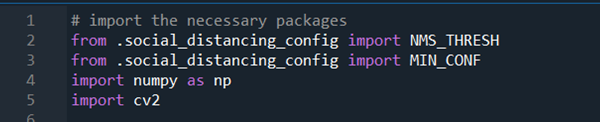 1 # import the necessary packages
2 from .social_distancing_config import NMS_THRESH
3 from .social_distancing_config import MIN_CONF
4 import numpy as np
5 import cv2
6